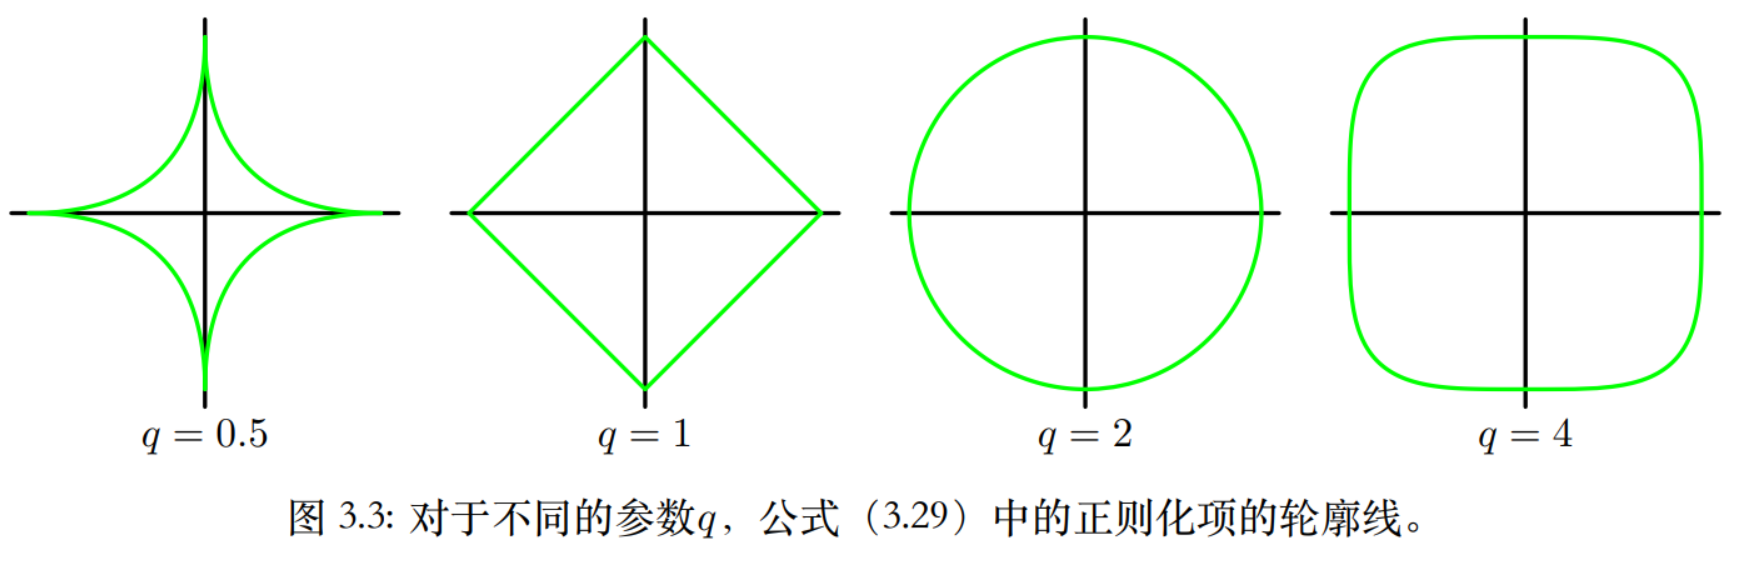 q = 0.5 q = 1 q = 2 q = 4
图 3.3: 对于不同的参数q，公式（3.29）中的正则化项的轮廓线。